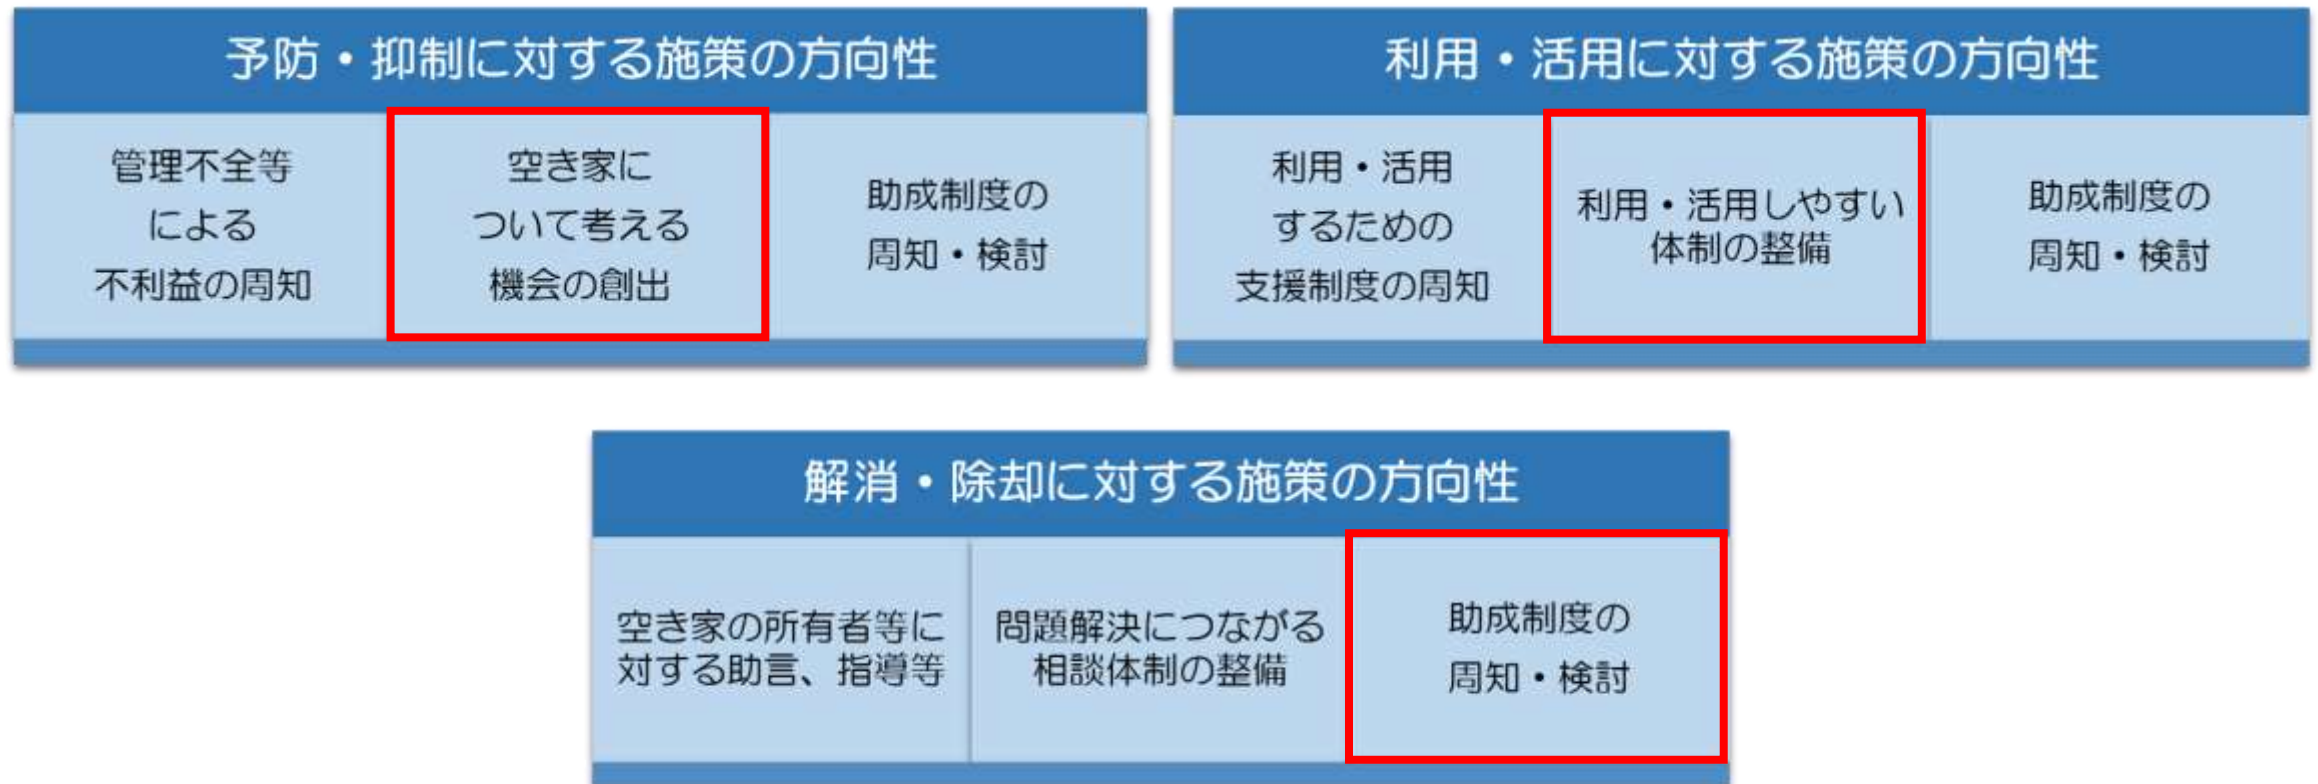 予防・抑制に対する施策の方向性
管理不全等
による
不利益の周知
空き家に
ついて考える
機会の創出
助成制度の
周知・検討
利用・活用に対する施策の方向性
利用・活用
するための
支援制度の周知
利用・活用しやすい
体制の整備
助成制度の
周知・検討
解消・除却に対する施策の方向性
空き家の所有者等に
対する助言、指導等
問題解決につながる
相談体制の整備
助成制度の
周知・検討